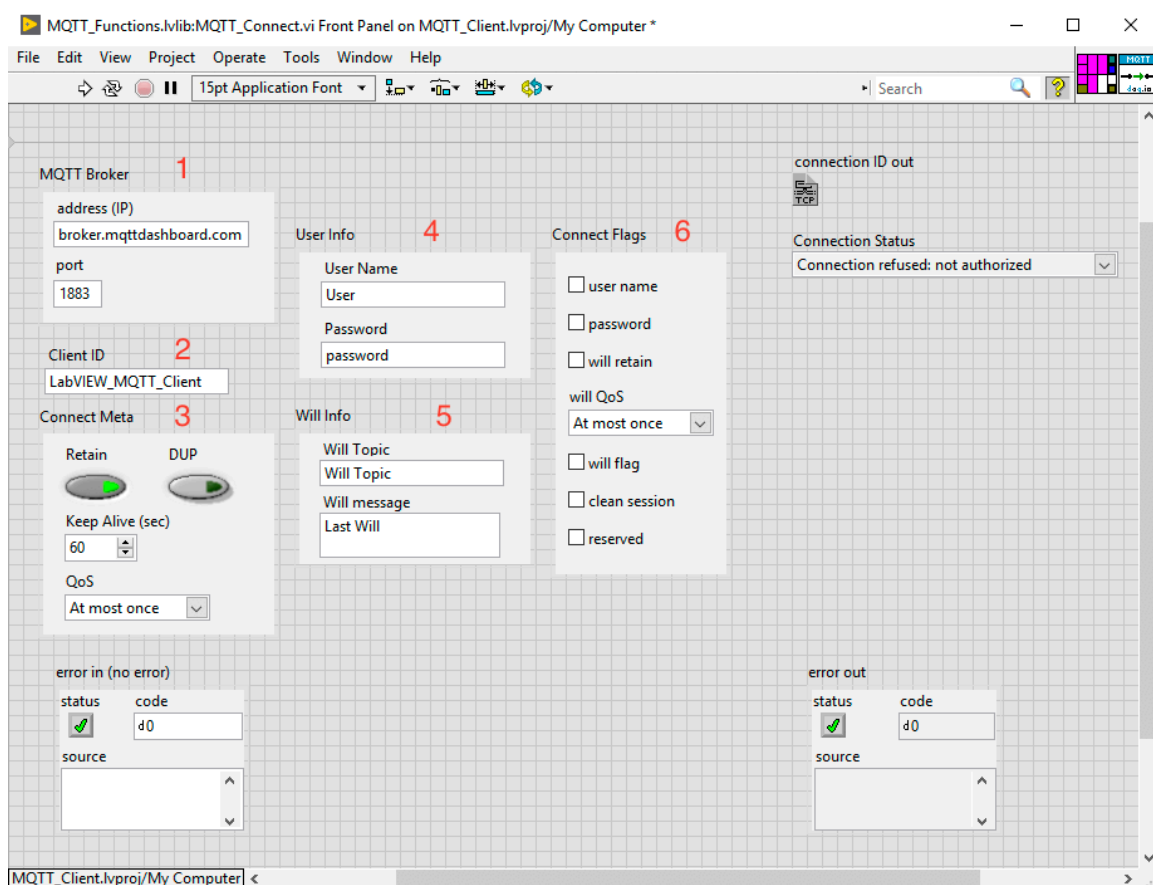 MQTT_Functions.lvlib:MQTT_Connect.vi Front Panel on MQTT_Client.lvproj/My Computer *
File Edit View Project Operate Tools Window Help
15pt Application Font
Search
MQTT
daq.io
MQTT Broker 1
address (IP)
broker.mqttdashboard.com
port
1883
Client ID 2
LabVIEW_MQTT_Client
Connect Meta 3
Retain DUP
Keep Alive (sec)
60
QoS
At most once
User Info 4
User Name
User
Password
password
Will Info 5
Will Topic
Will Topic
Will message
Last Will
Connect Flags 6
user name
password
will retain
will QoS
At most once
will flag
clean session
reserved
connection ID out
TCP
Connection Status
Connection refused: not authorized
error in (no error)
status code
d0
source
error out
status code
d0
source
MQTT_Client.lvproj/My Computer